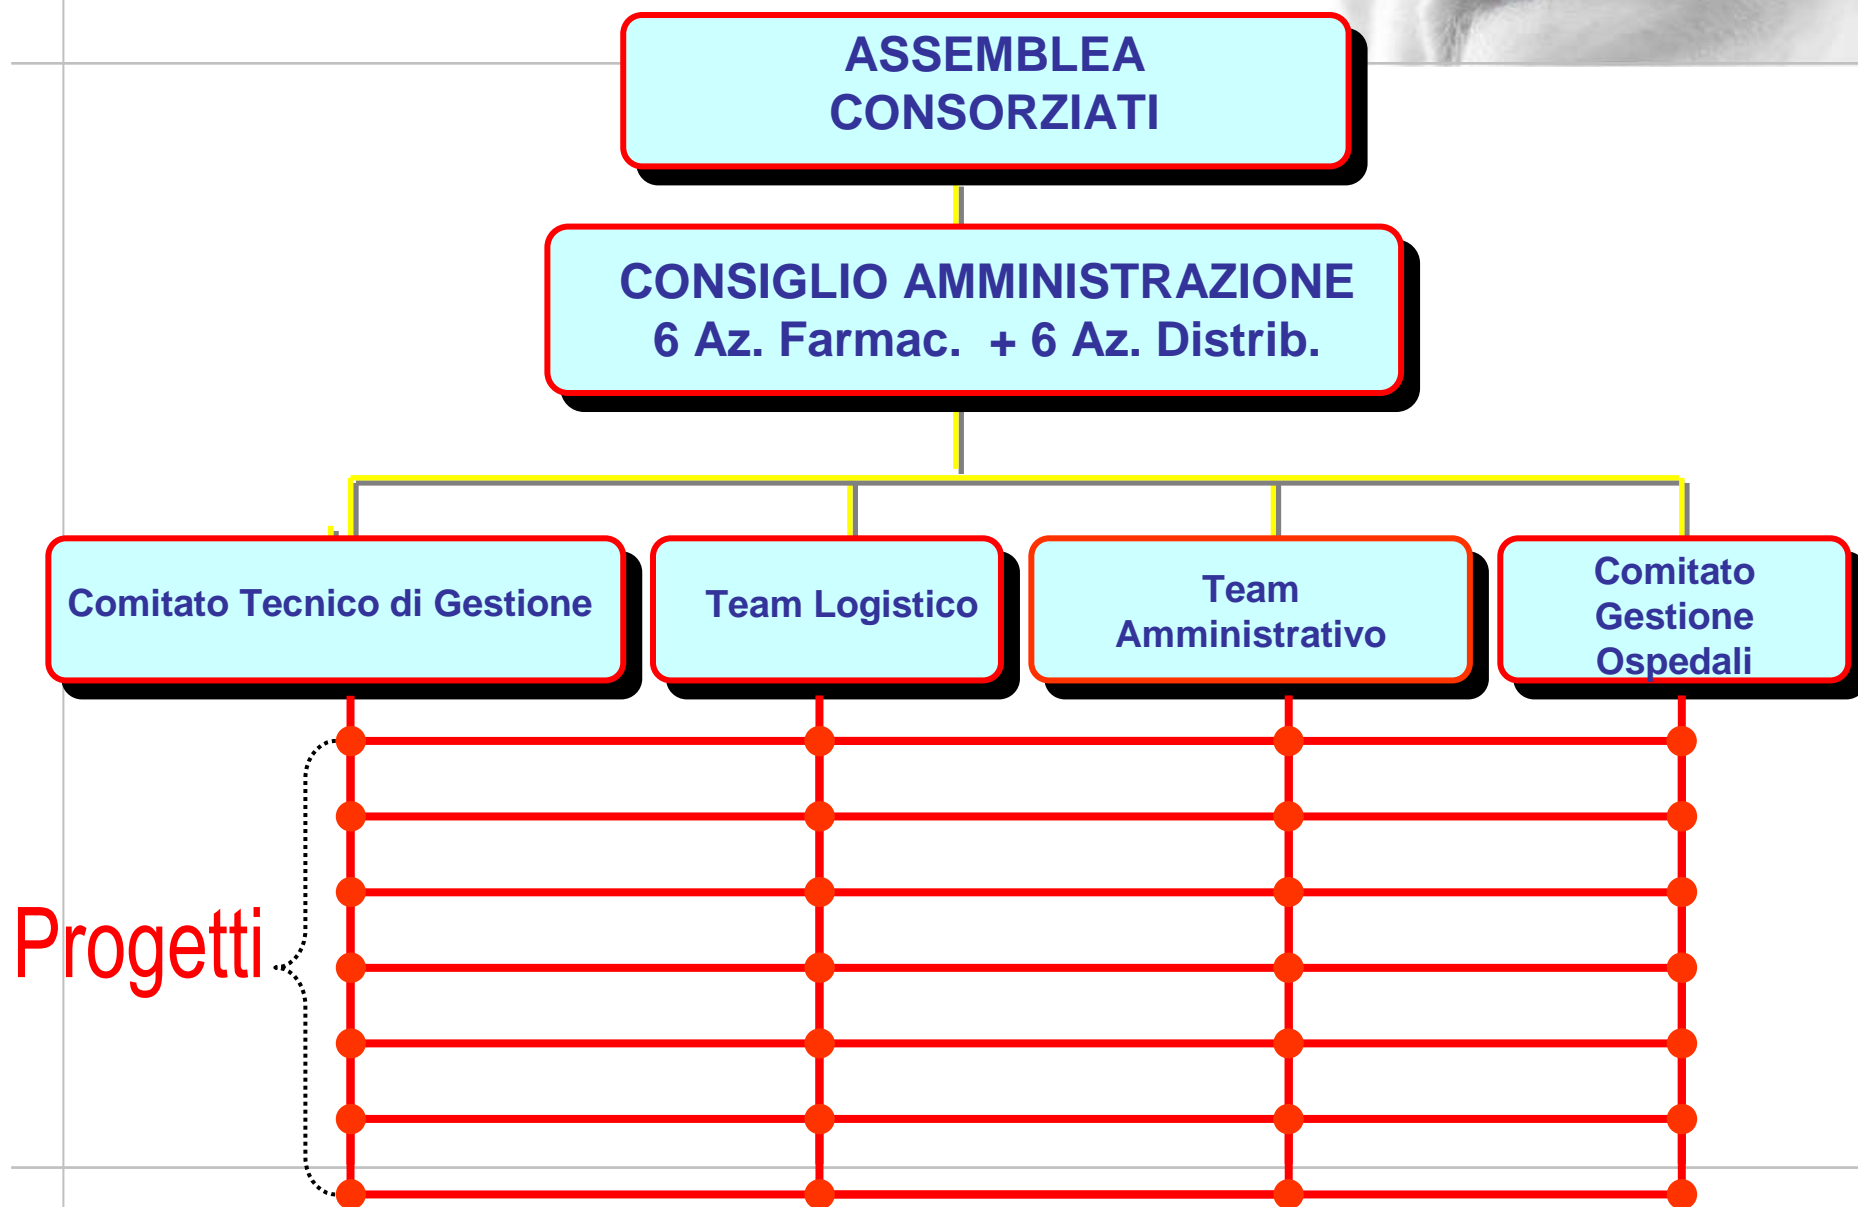 ASSEMBLEA
CONSORZIATI
CONSIGLIO AMMINISTRAZIONE
6 Az. Farmac. + 6 Az. Distrib.
Comitato Tecnico di Gestione
Team Logistico
Team
Amministrativo
Comitato
Gestione
Ospedali
Progetti